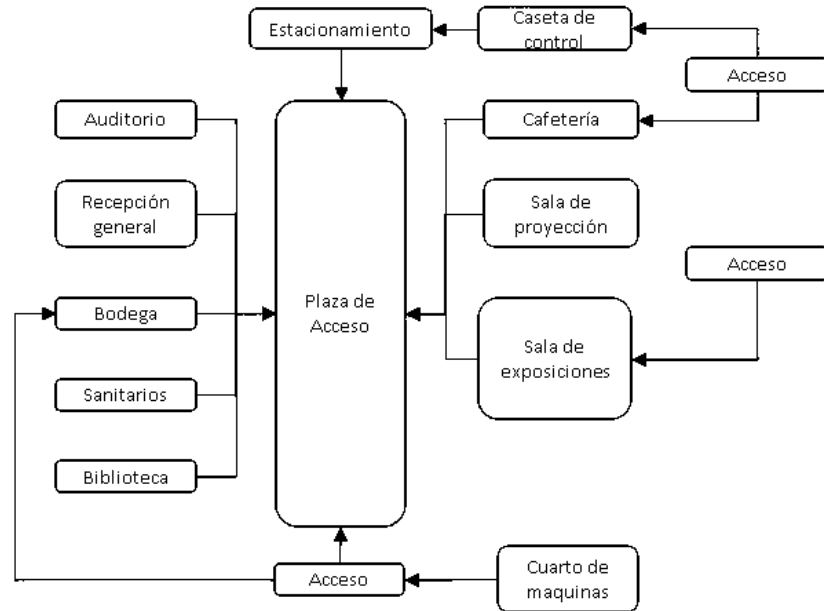 Estacionamiento
Caseta de
control
Acceso
Auditorio
Cafetería
Recepción
general
Sala de
proyección
Acceso
Bodega
Plaza de
Acceso
Sala de
exposiciones
Sanitarios
Biblioteca
Acceso
Cuarto de
maquinas